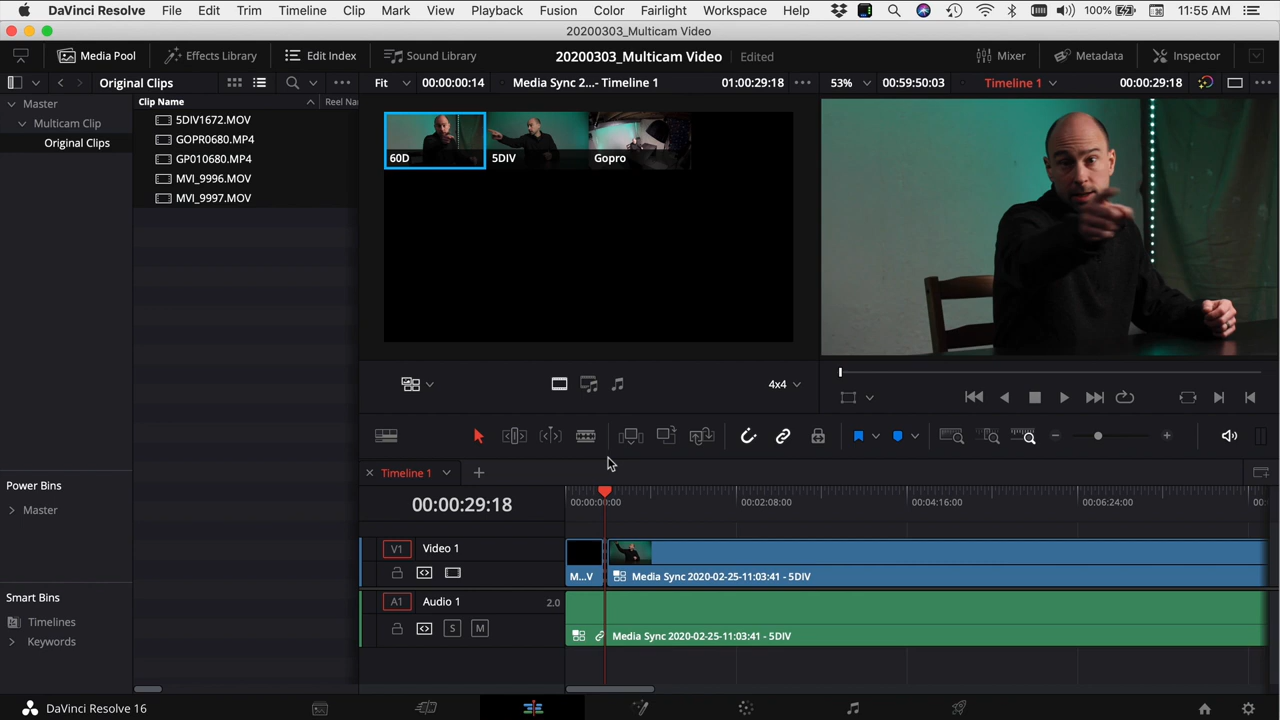 DaVinci Resolve File Edit Trim Timeline Clip Mark View Playback Fusion Color Fairlight Workspace Help 100% 11:55 AM
20200303_Multicam Video
Media Pool Effects Library Edit Index Sound Library 20200303_Multicam Video Edited Mixer Metadata Inspector
Original Clips Fit 00:00:00:14 Media Sync 2...- Timeline 1 01:00:29:18 53% 00:59:50:03 Timeline 1 00:00:29:18
Master
Multicam Clip
Original Clips
Clip Name Reel Na
5DIV1672.MOV
GOPR0680.MP4
GP010680.MP4
MVI_9996.MOV
MVI_9997.MOV
60D 5DIV Gopro
4x4
Power Bins
Master
Smart Bins
Timelines
Keywords
Timeline 1
00:00:29:18
00:00:00:00 00:02:08:00 00:04:16:00 00:06:24:00 00:
V1 Video 1
M...V Media Sync 2020-02-25-11:03:41 - 5DIV
A1 Audio 1 2.0
S M
Media Sync 2020-02-25-11:03:41 - 5DIV
DaVinci Resolve 16